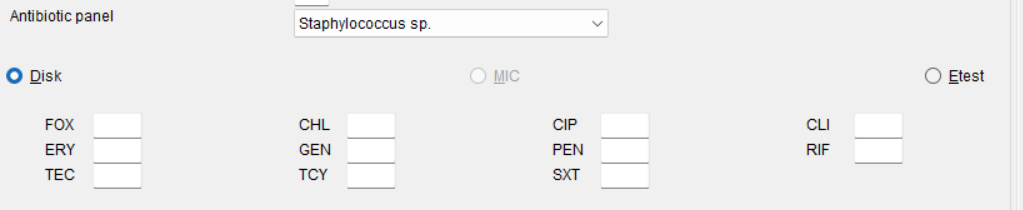 Antibiotic panel
Staphylococcus sp.
Disk MIC Etest
FOX CHL CIP CLI
ERY GEN PEN RIF
TEC TCY SXT